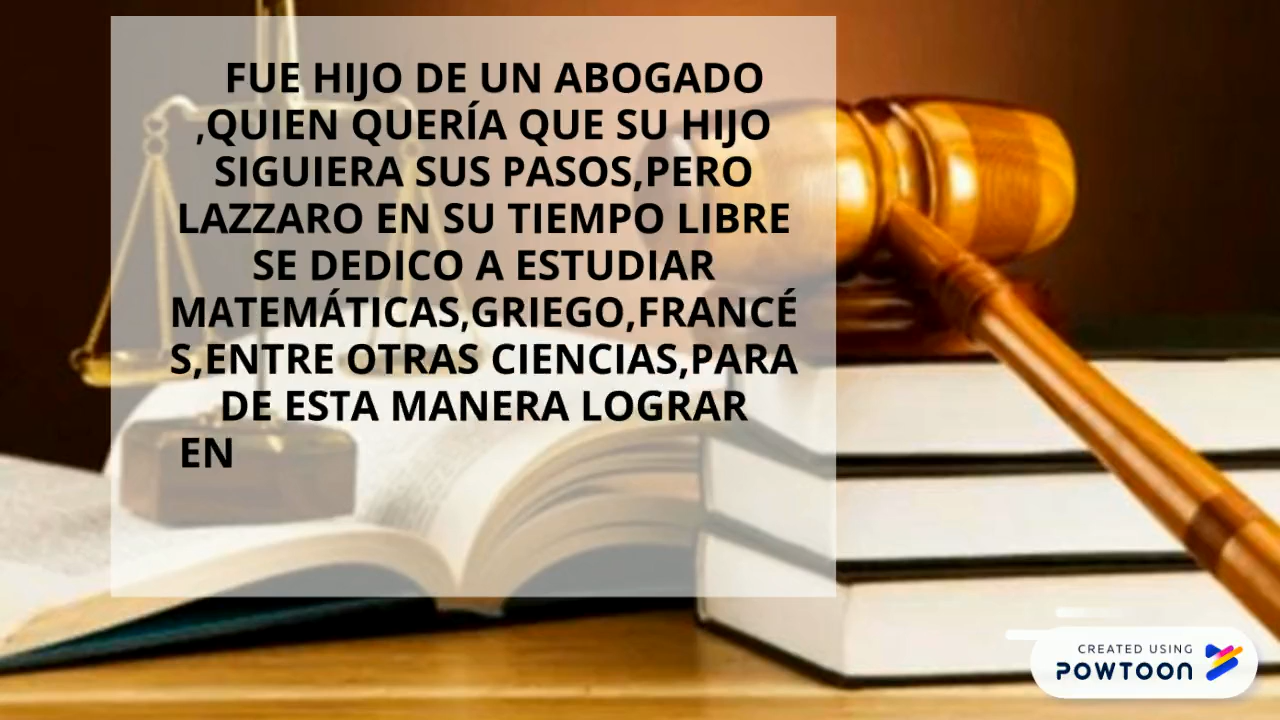 FUE HIJO DE UN ABOGADO
,QUIEN QUERÍA QUE SU HIJO
SIGUIERA SUS PASOS,PERO
LAZZARO EN SU TIEMPO LIBRE
SE DEDICO A ESTUDIAR
MATEMÁTICAS,GRIEGO,FRANCÉ
S,ENTRE OTRAS CIENCIAS,PARA
DE ESTA MANERA LOGRAR
EN
CREATED USING
POWTOON